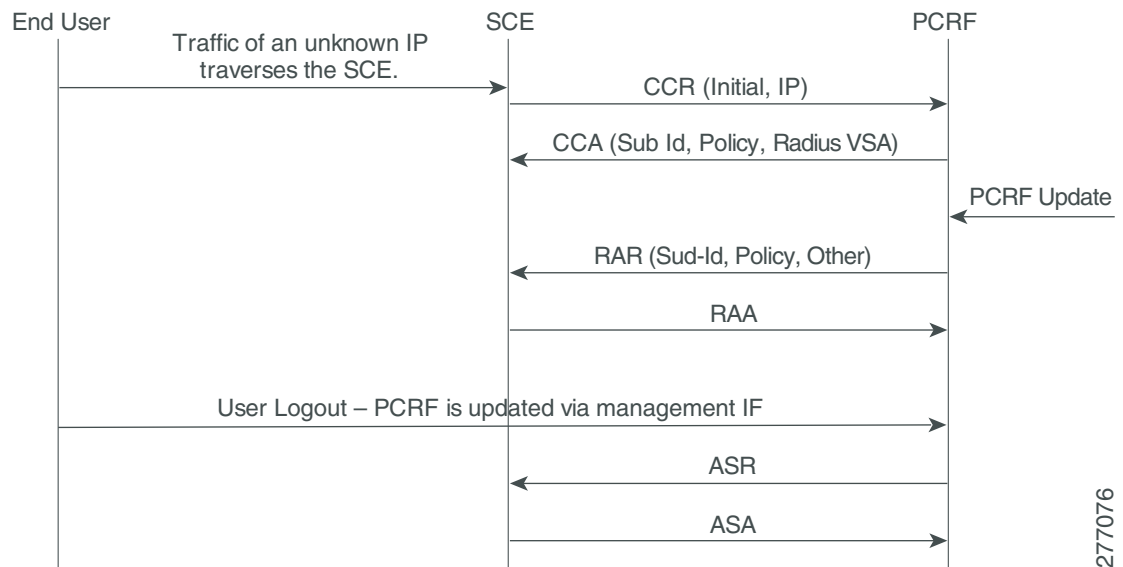 End User
SCE
PCRF
Traffic of an unknown IP
traverses the SCE.
CCR (Initial, IP)
CCA (Sub Id, Policy, Radius VSA)
PCRF Update
RAR (Sud-Id, Policy, Other)
RAA
User Logout – PCRF is updated via management IF
ASR
ASA
277076